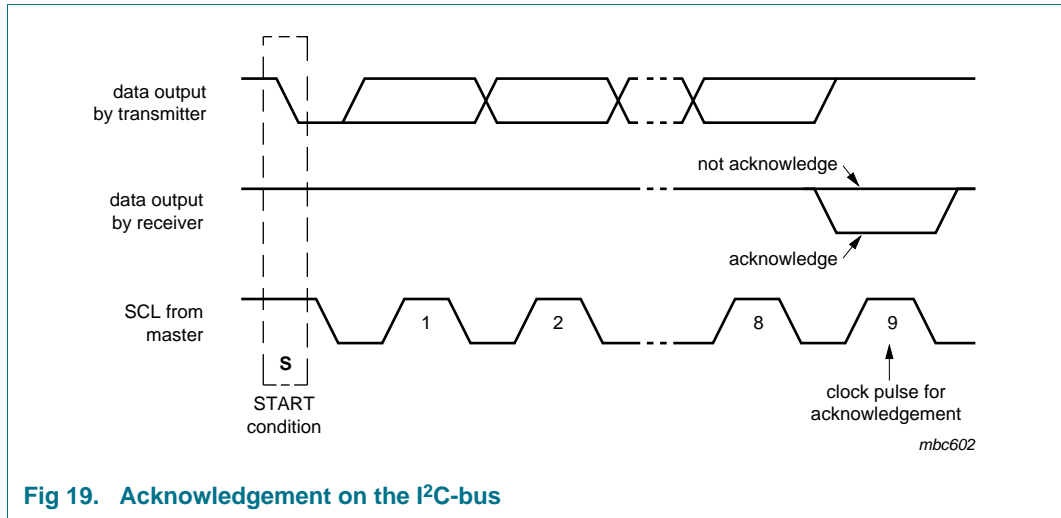 data output
by transmitter
not acknowledge
data output
by receiver
acknowledge
SCL from
master
1
2
8
9
S
START
condition
clock pulse for
acknowledgement
mbc602
Fig 19. Acknowledgement on the I²C-bus